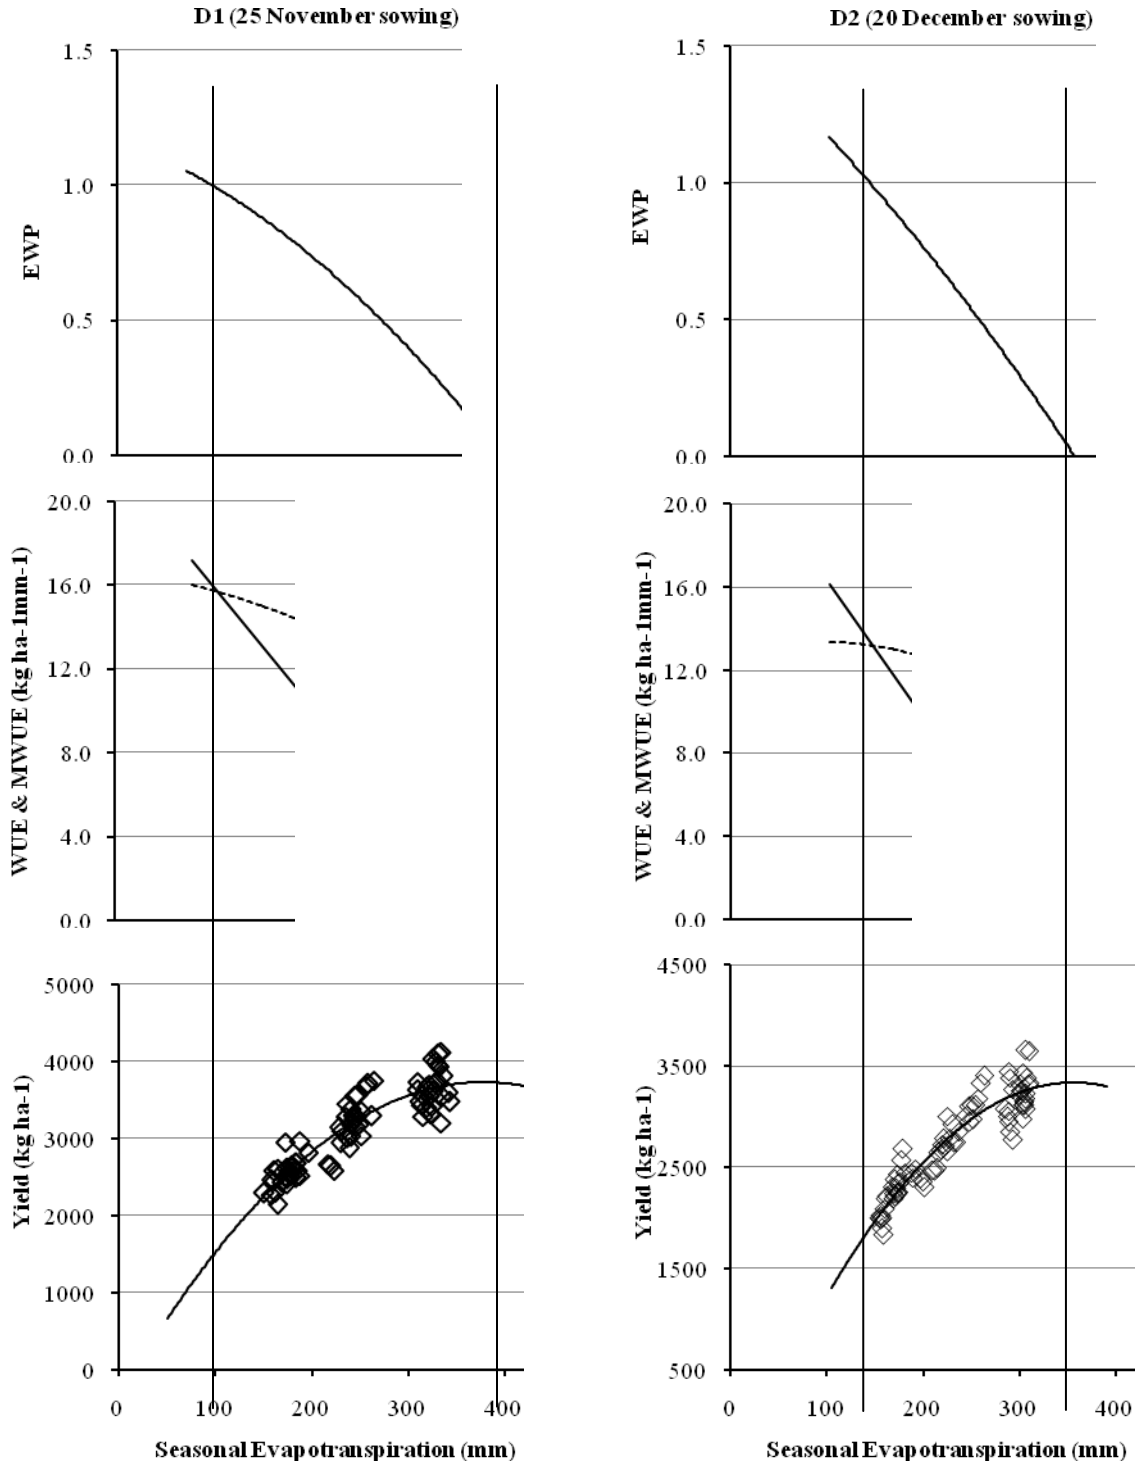 D1 (25 November sowing)
1.5
1.0
0.5
0.0
EWP
20.0
16.0
12.0
8.0
4.0
0.0
WUE & MWUE (kg ha-1mm-1)
5000
4000
3000
2000
1000
0
Yield (kg ha-1)
0 100 200 300 400
Seasonal Evapotranspiration (mm)
D2 (20 December sowing)
1.5
1.0
0.5
0.0
EWP
20.0
16.0
12.0
8.0
4.0
0.0
WUE & MWUE (kg ha-1mm-1)
4500
3500
2500
1500
500
Yield (kg ha-1)
0 100 200 300 400
Seasonal Evapotranspiration (mm)